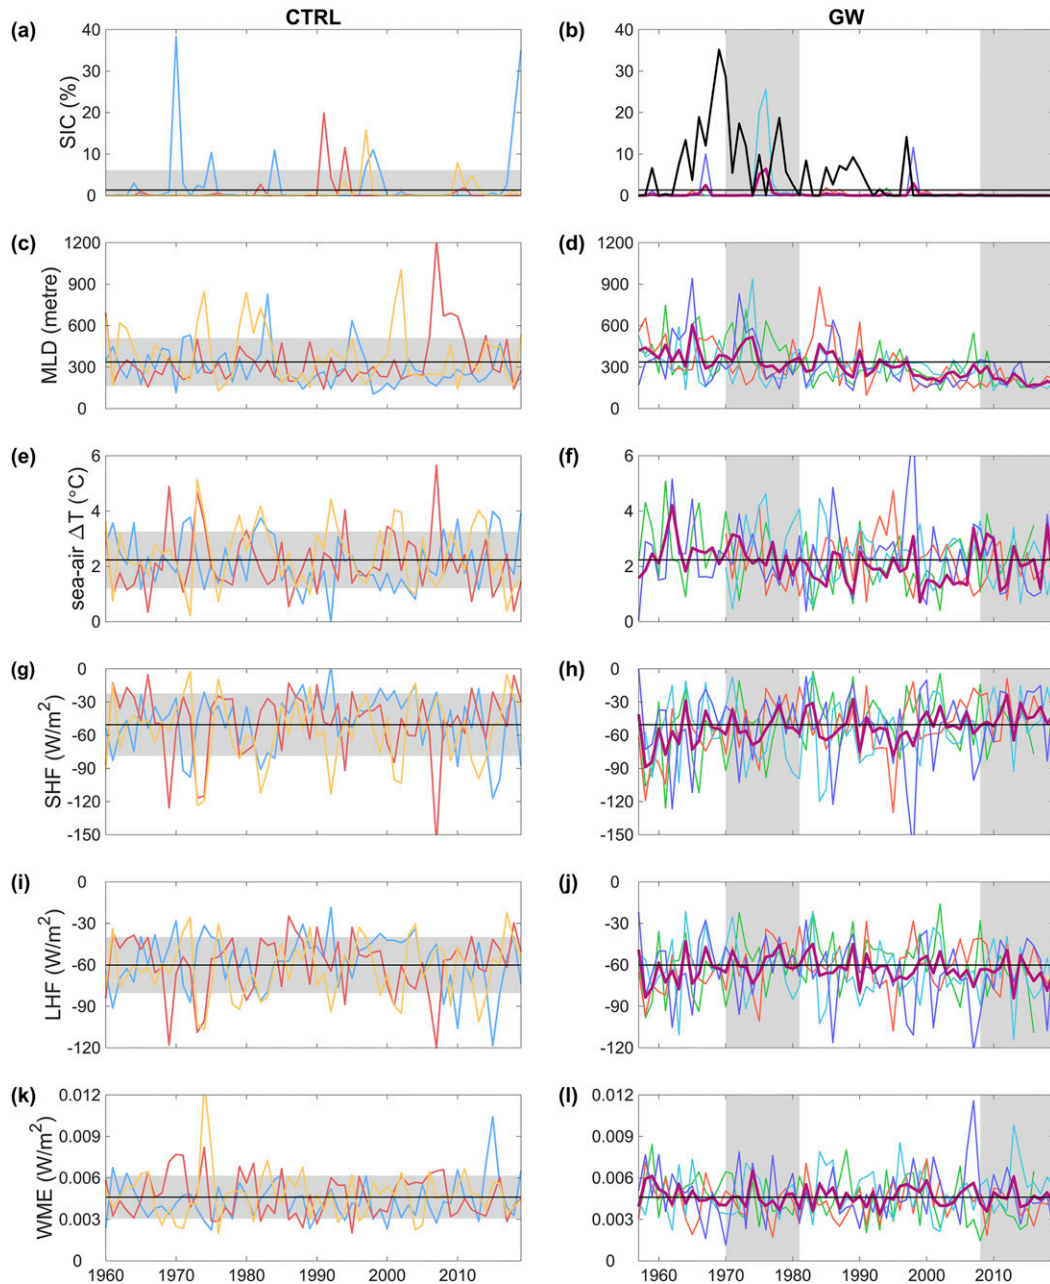 CTRL
GW
(a)
SIC (%)
40
30
20
10
0
(b)
40
30
20
10
0
(c)
MLD (metre)
1200
900
600
300
0
(d)
1200
900
600
300
0
(e)
sea-air ΔT (°C)
6
4
2
0
(f)
6
4
2
0
(g)
SHF (W/m²)
0
-30
-60
-90
-120
-150
(h)
0
-30
-60
-90
-120
-150
(i)
LHF (W/m²)
0
-30
-60
-90
-120
(j)
0
-30
-60
-90
-120
(k)
WME (W/m²)
0.012
0.009
0.006
0.003
0
1960 1970 1980 1990 2000 2010
(l)
0.012
0.009
0.006
0.003
0
1960 1970 1980 1990 2000 2010